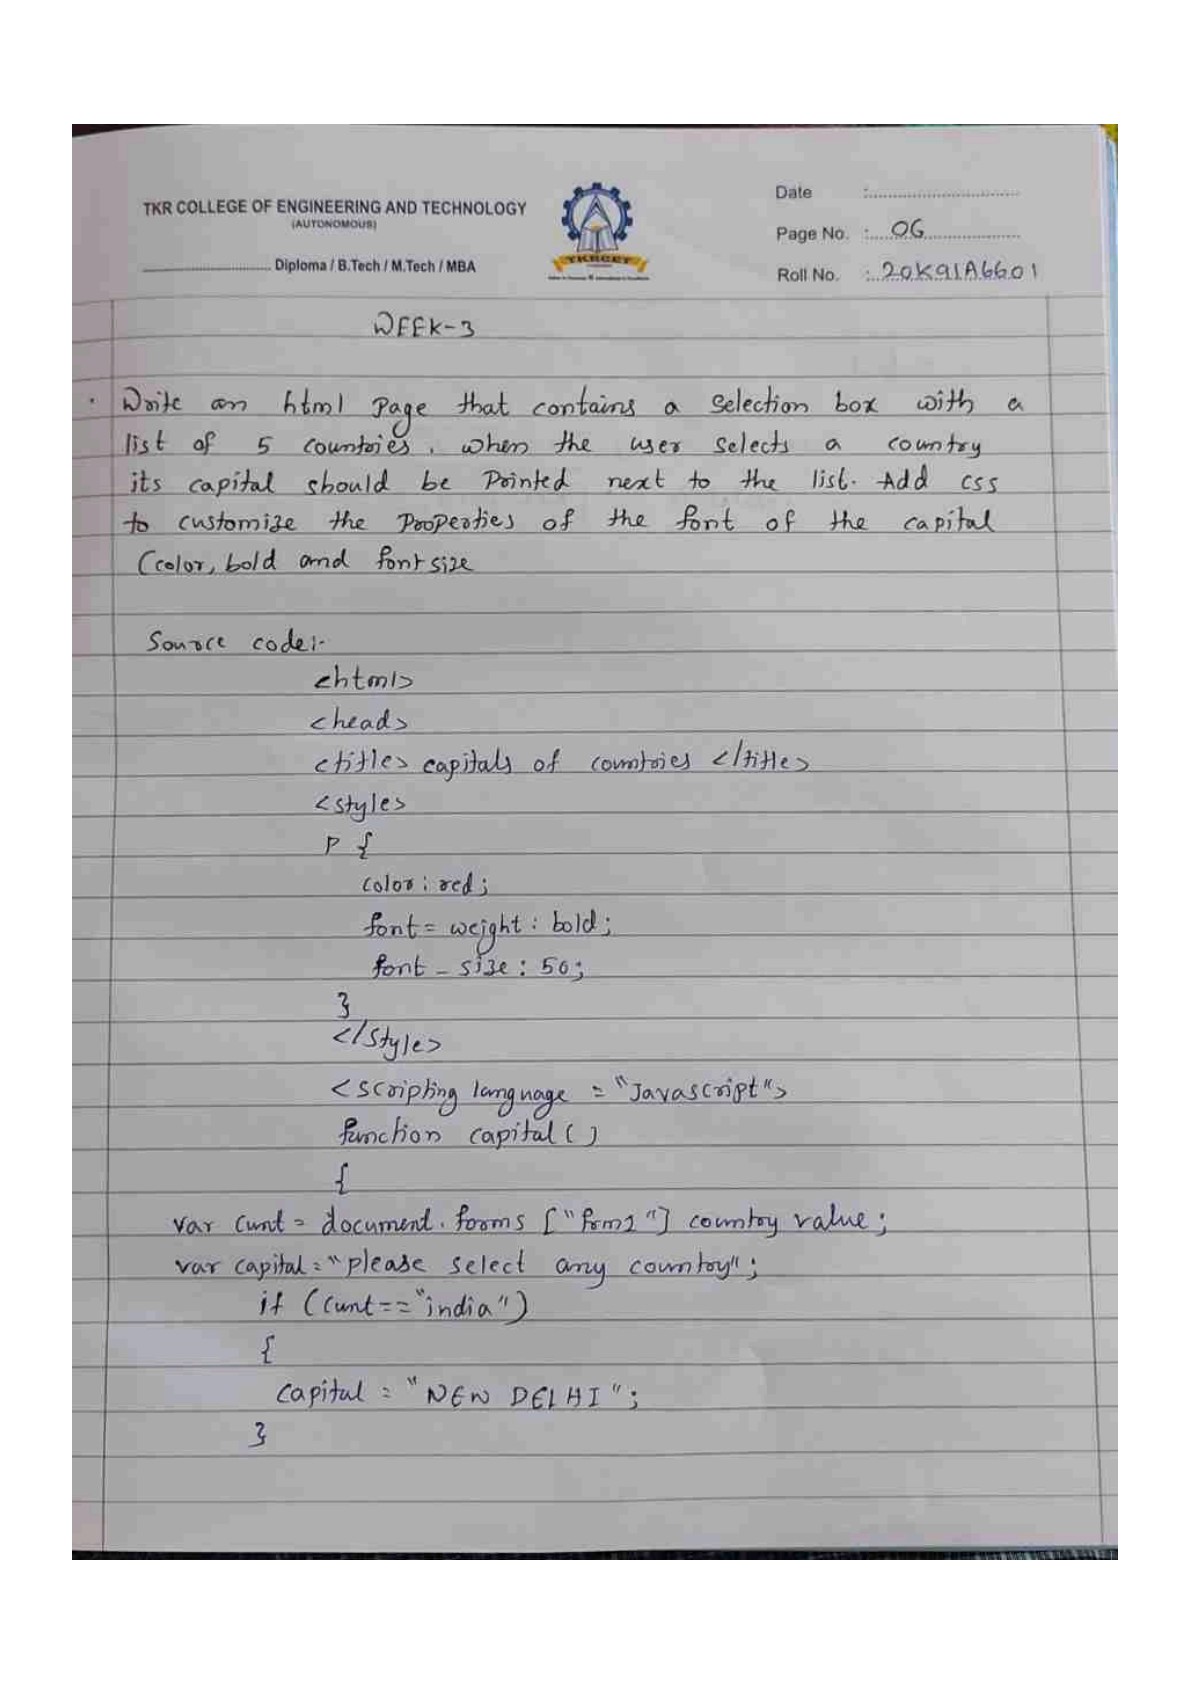 TKR COLLEGE OF ENGINEERING AND TECHNOLOGY
(AUTONOMOUS)
Diploma / B.Tech / M.Tech / MBA
TKRCET
Date :
Page No. : 06
Roll No. : 20K91A6601
WEEK-3
Write an html page that contains a selection box with a
list of 5 countries. when the user selects a country
its capital should be printed next to the list. Add css
to customize the properties of the font of the capital
(color, bold and font size
Source code:-
<html>
<head>
<title> capitals of countries </title>
<style>
P {
color: red;
font= weight: bold;
font - size: 50;
}
</style>
<scripting language = "Javascript">
function capital()
{
var cunt = document.forms ["frm1"] country value;
var capital = "please select any country";
if (cunt== "india")
{
capital = "NEW DELHI";
}